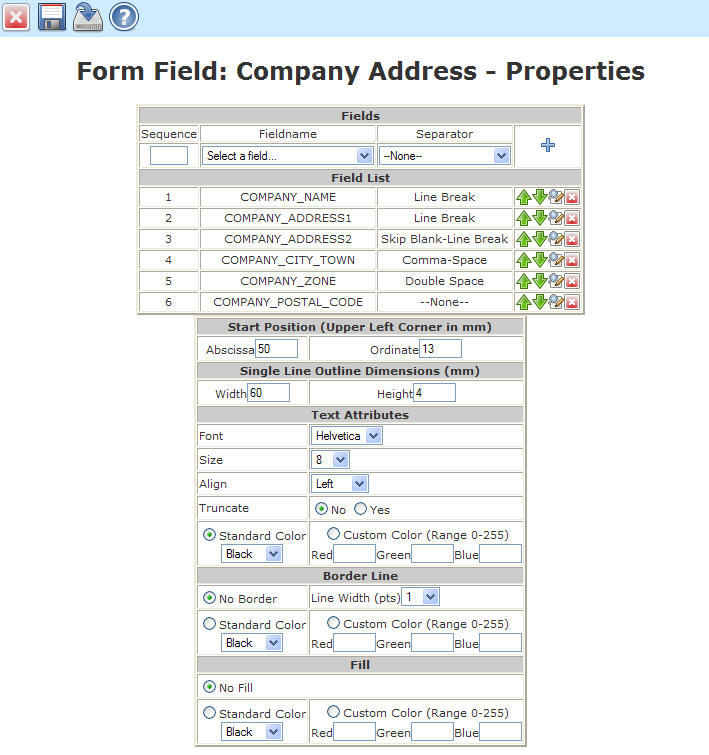 Form Field: Company Address - Properties
Fields
Sequence Fieldname Separator
Select a field... --None--
Field List
1 COMPANY_NAME Line Break
2 COMPANY_ADDRESS1 Line Break
3 COMPANY_ADDRESS2 Skip Blank-Line Break
4 COMPANY_CITY_TOWN Comma-Space
5 COMPANY_ZONE Double Space
6 COMPANY_POSTAL_CODE --None--
Start Position (Upper Left Corner in mm)
Abscissa 50 Ordinate 13
Single Line Outline Dimensions (mm)
Width 60 Height 4
Text Attributes
Font Helvetica
Size 8
Align Left
Truncate No Yes
Standard Color Custom Color (Range 0-255)
Black Red Green Blue
Border Line
No Border Line Width (pts) 1
Standard Color Custom Color (Range 0-255)
Black Red Green Blue
Fill
No Fill
Standard Color Custom Color (Range 0-255)
Black Red Green Blue